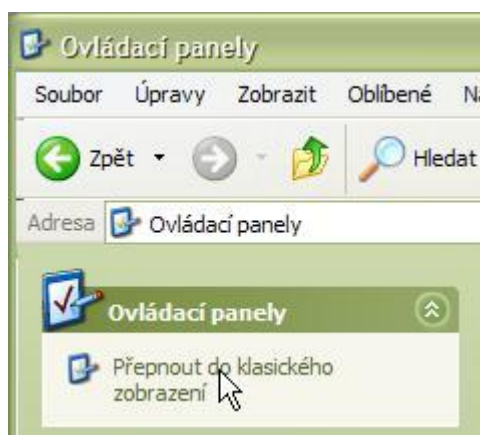 Ovládací panely
Soubor Úpravy Zobrazit Oblíbené
Zpět Hledat
Adresa Ovládací panely
Ovládací panely
Přepnout do klasického
zobrazení